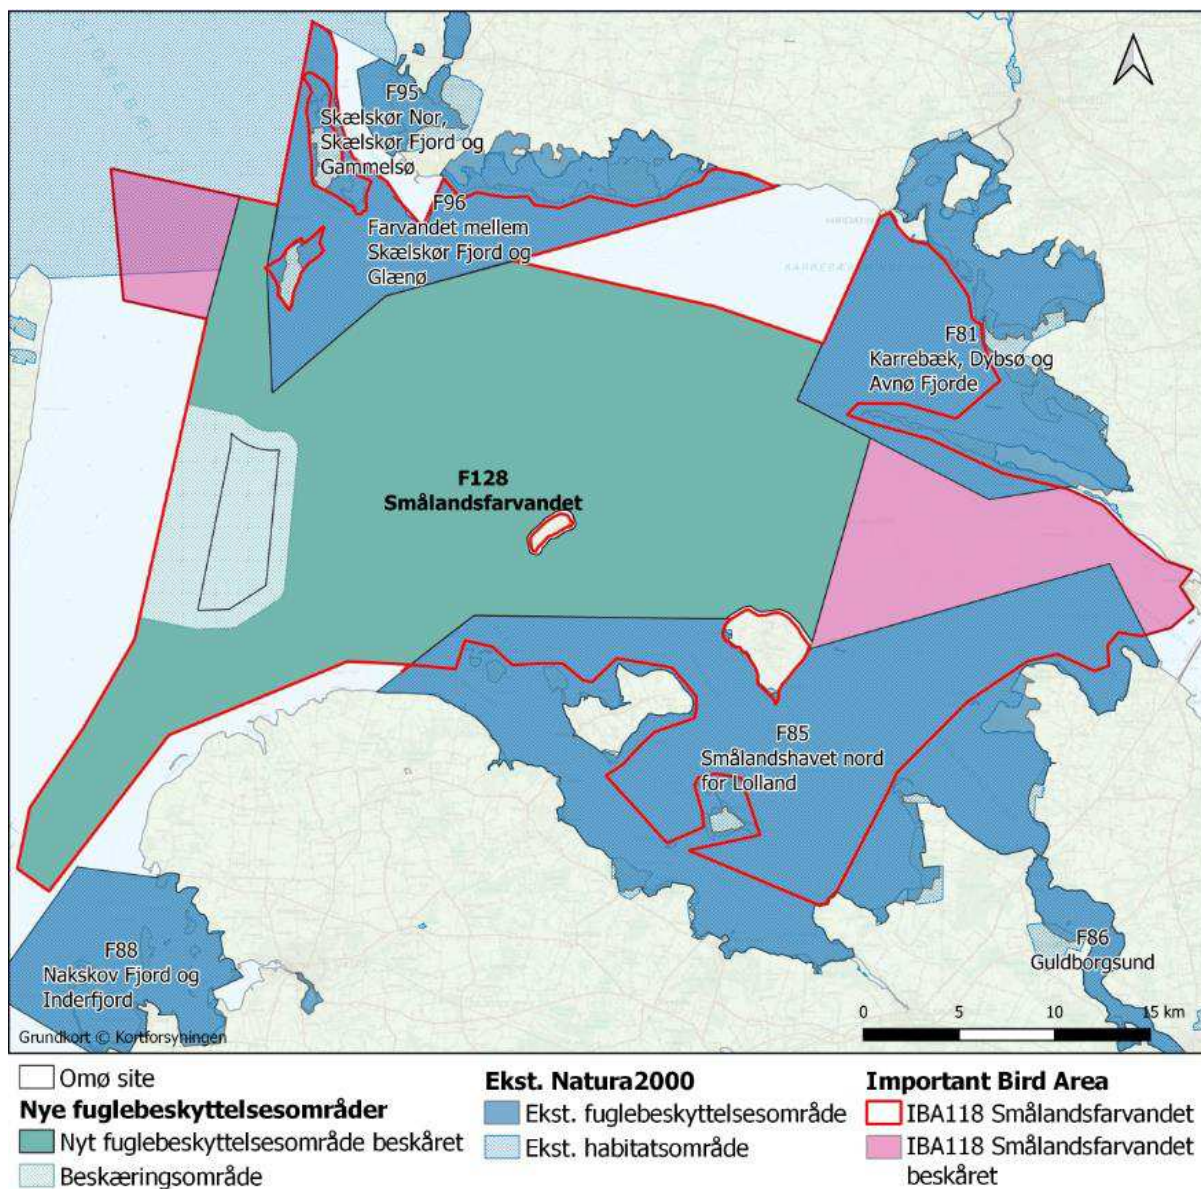 STOREBÆLT
F95
Skælskør Nor,
Skælskør Fjord og
Gammelsø
F96
Farvandet mellem
Skælskør Fjord og
Glænø
F81
Karrebæk, Dybsø og
Avnø Fjorde
F128
Smålandsfarvandet
F85
Smålandshavet nord
for Lolland
F88
Nakskov Fjord og
Inderfjord
F86
Guldborgsund
0 5 10 15 km
Grundkort © Kortforsyningen
Omø site
Nye fuglebeskyttelsesområder
Nyt fuglebeskyttelsesområde beskåret
Beskæringsområde
Ekst. Natura2000
Ekst. fuglebeskyttelsesområde
Ekst. habitatsområde
Important Bird Area
IBA118 Smålandsfarvandet
IBA118 Smålandsfarvandet
beskåret